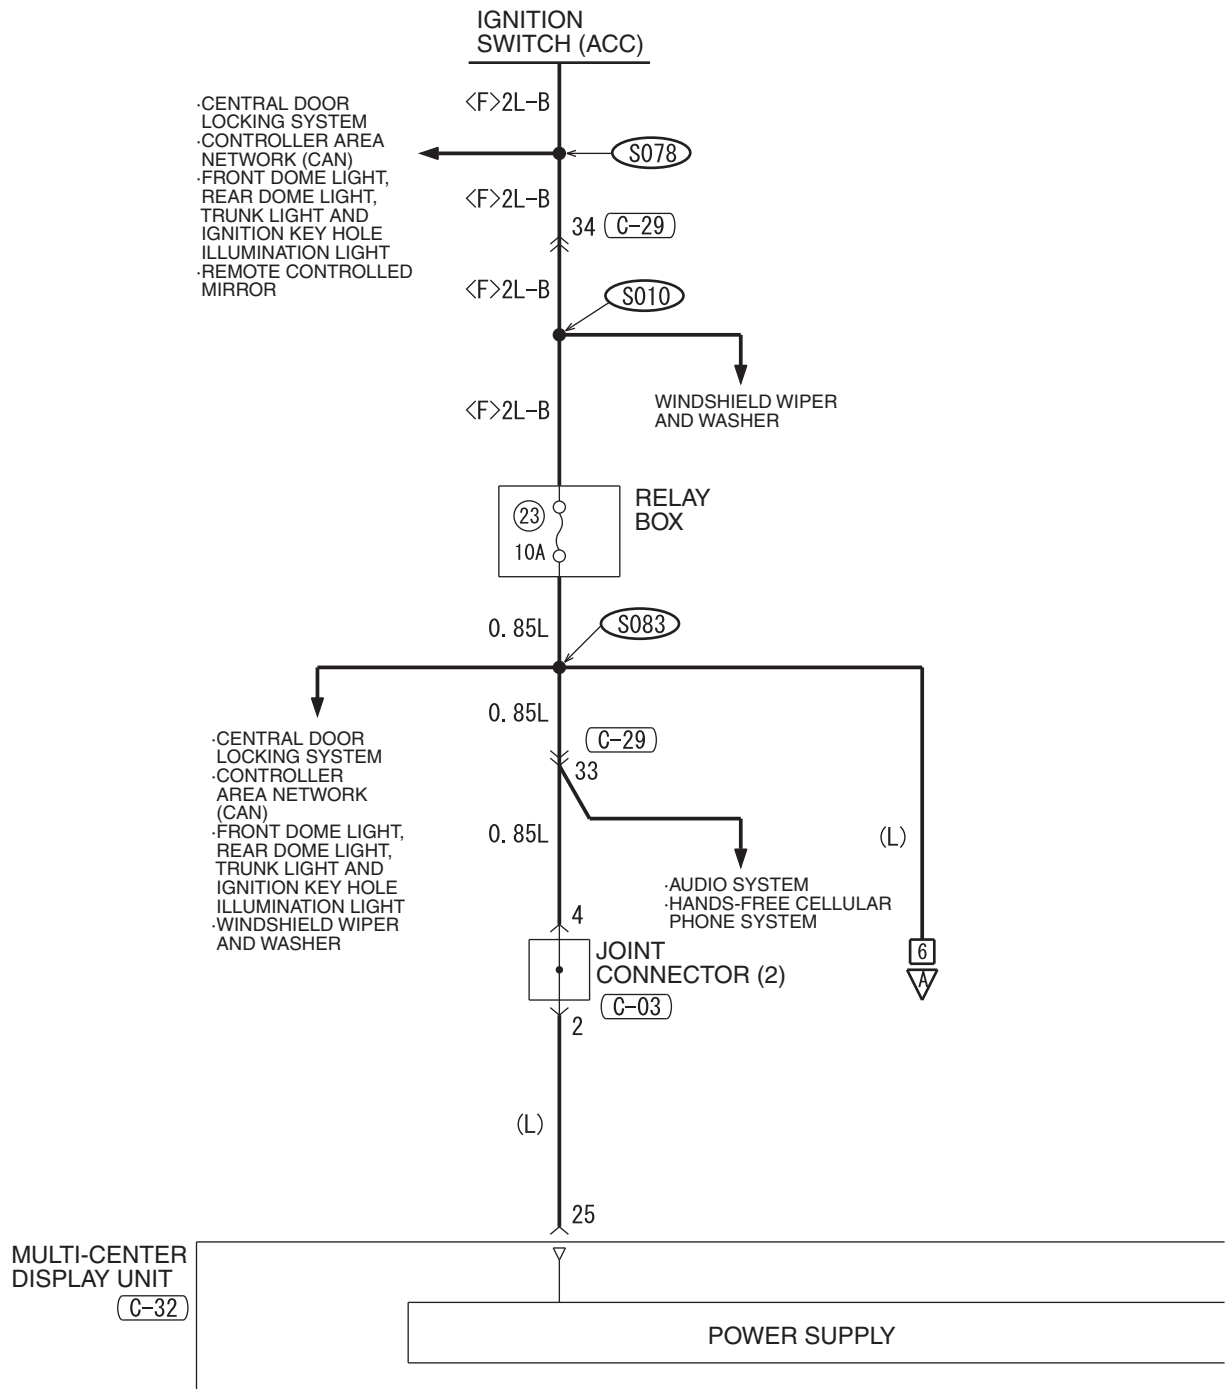 IGNITION
SWITCH (ACC)
<F>2L-B
·CENTRAL DOOR
LOCKING SYSTEM
·CONTROLLER AREA
NETWORK (CAN)
·FRONT DOME LIGHT,
REAR DOME LIGHT,
TRUNK LIGHT AND
IGNITION KEY HOLE
ILLUMINATION LIGHT
·REMOTE CONTROLLED
MIRROR
S078
<F>2L-B
34 C-29
<F>2L-B
S010
<F>2L-B
WINDSHIELD WIPER
AND WASHER
RELAY
BOX
23
10A
0.85L
S083
0.85L
C-29
33
·CENTRAL DOOR
LOCKING SYSTEM
·CONTROLLER
AREA NETWORK
(CAN)
·FRONT DOME LIGHT,
REAR DOME LIGHT,
TRUNK LIGHT AND
IGNITION KEY HOLE
ILLUMINATION LIGHT
·WINDSHIELD WIPER
AND WASHER
0.85L
(L)
·AUDIO SYSTEM
·HANDS-FREE CELLULAR
PHONE SYSTEM
4
6
A
JOINT
CONNECTOR (2)
C-03
2
(L)
25
MULTI-CENTER
DISPLAY UNIT
C-32
POWER SUPPLY